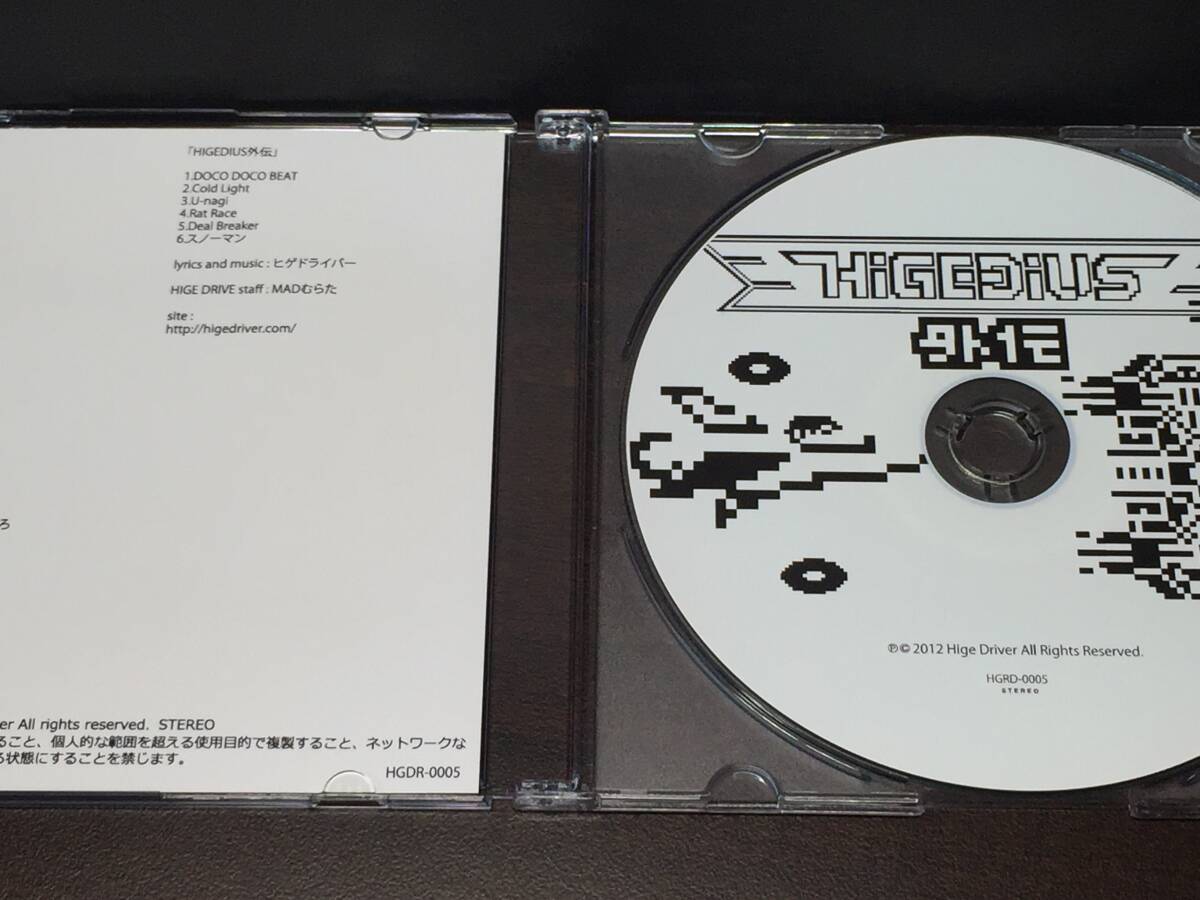 「HIGEDIUS外伝」
1.DOCO DOCO BEAT
2.Cold Light
3.U-nagi
4.Rat Race
5.Deal Breaker
6.スノーマン
lyrics and music : ヒゲドライバー
HIGE DRIVE staff : MADむらた
site :
http://higedriver.com/
ろ
er All rights reserved. STEREO
ること、個人的な範囲を超える使用目的で複製すること、ネットワークな
る状態にすることを禁じます。
HGDR-0005
HiGEDiUS
外伝
℗© 2012 HIge Driver All Rights Reserved.
HGRD-0005
STEREO